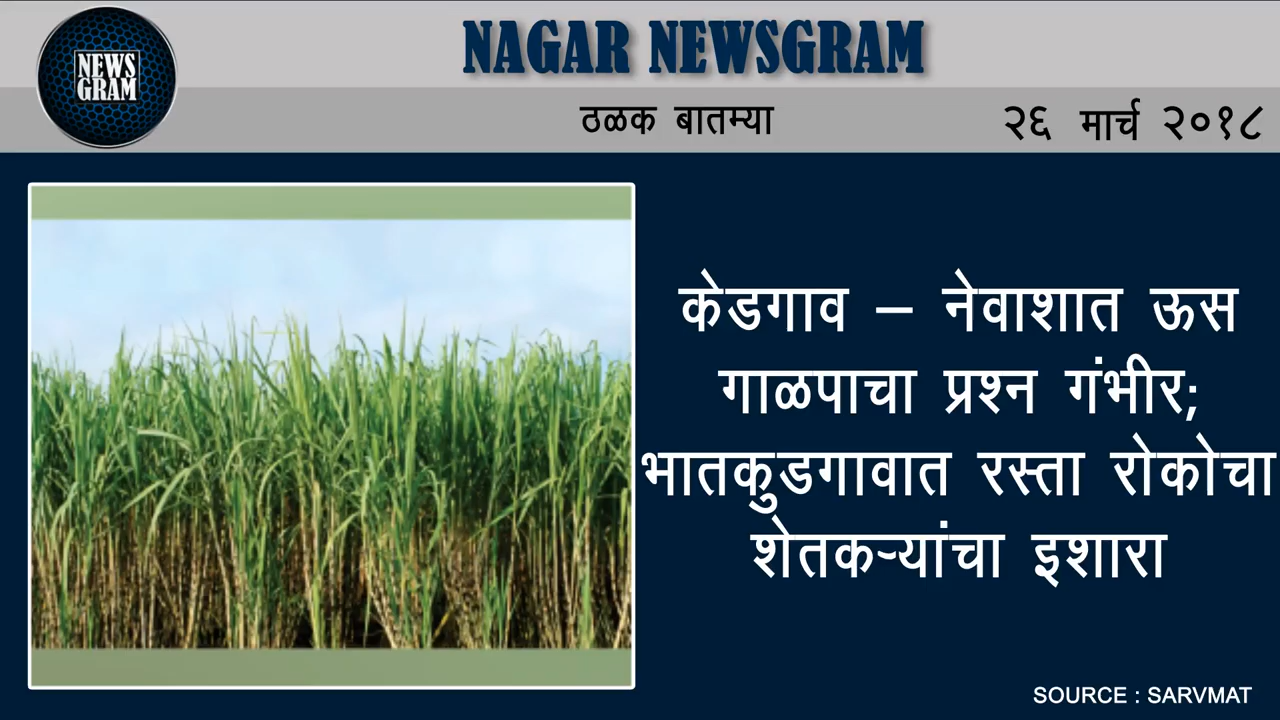 NEWS
GRAM
NAGAR NEWSGRAM
ठळक बातम्या
२६ मार्च २०१८
केडगाव – नेवाशात ऊस
गाळपाचा प्रश्न गंभीर;
भातकुडगावात रस्ता रोकोचा
शेतकऱ्यांचा इशारा
SOURCE : SARVMAT